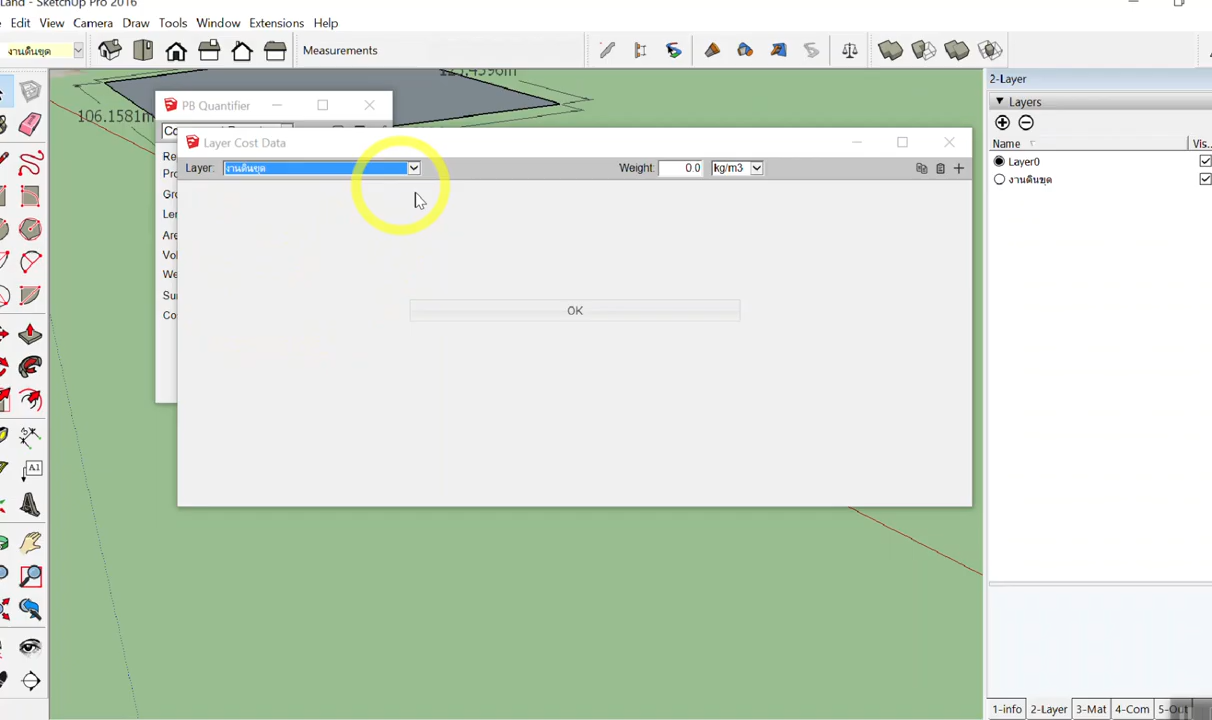 Land - SketchUp Pro 2016
Edit View Camera Draw Tools Window Extensions Help
งานดินขุด
Measurements
106.1581m
PB Quantifier
Layer Cost Data
Layer: งานดินขุด Weight: 0.0 kg/m3
Re
Pro
Gro
Len
Are
Vol
We
Sur
Co
OK
2-Layer
Layers
Name Vis...
Layer0
งานดินขุด
A1
1-info 2-Layer 3-Mat 4-Com 5-Out